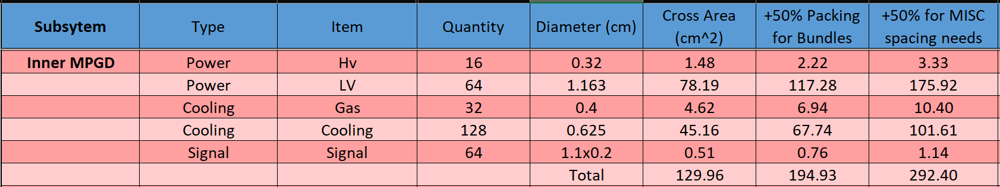 Subsytem Type Item Quantity Diameter (cm) Cross Area (cm^2) +50% Packing for Bundles +50% for MISC spacing needs
Inner MPGD Power Hv 16 0.32 1.48 2.22 3.33
Power LV 64 1.163 78.19 117.28 175.92
Cooling Gas 32 0.4 4.62 6.94 10.40
Cooling Cooling 128 0.625 45.16 67.74 101.61
Signal Signal 64 1.1x0.2 0.51 0.76 1.14
Total 129.96 194.93 292.40